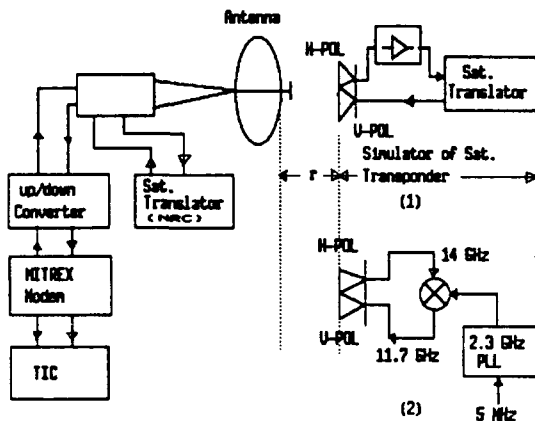 Antenna
H-POL
Sat.
Translator
V-POL
Simulator of Sat.
Transponder
r
(1)
up/down
Converter
Sat.
Translator
(NRC)
MITREX
Modem
TIC
H-POL
14 GHz
V-POL
11.7 GHz
2.3 GHz
PLL
(2)
5 MHz